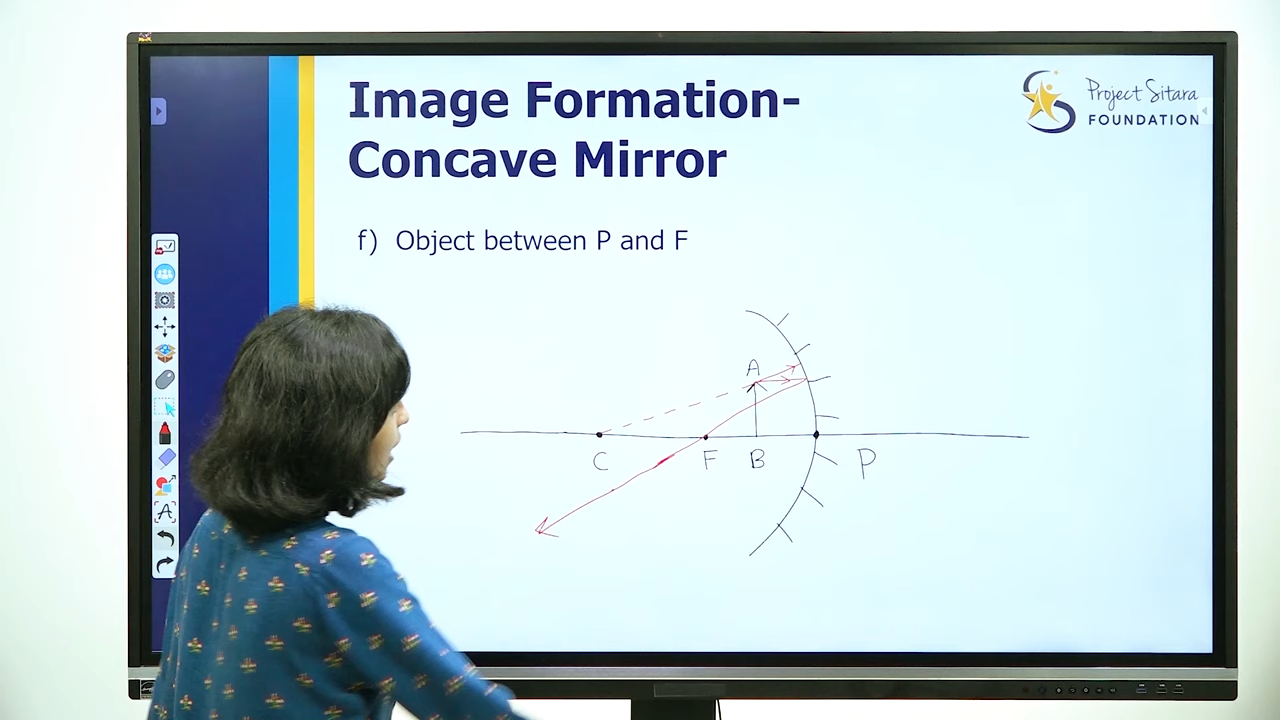 Image Formation-
Concave Mirror
Project Sitara
FOUNDATION
f) Object between P and F
A
C
F
B
P